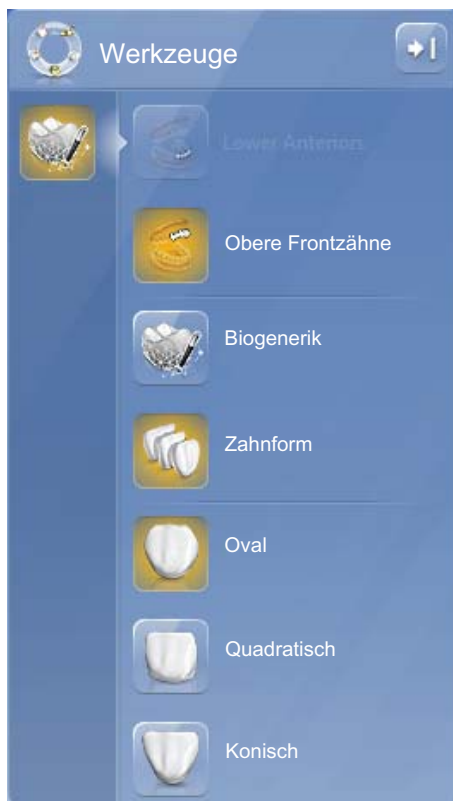 Werkzeuge
Lower Anteriors
Obere Frontzähne
Biogenerik
Zahnform
Oval
Quadratisch
Konisch